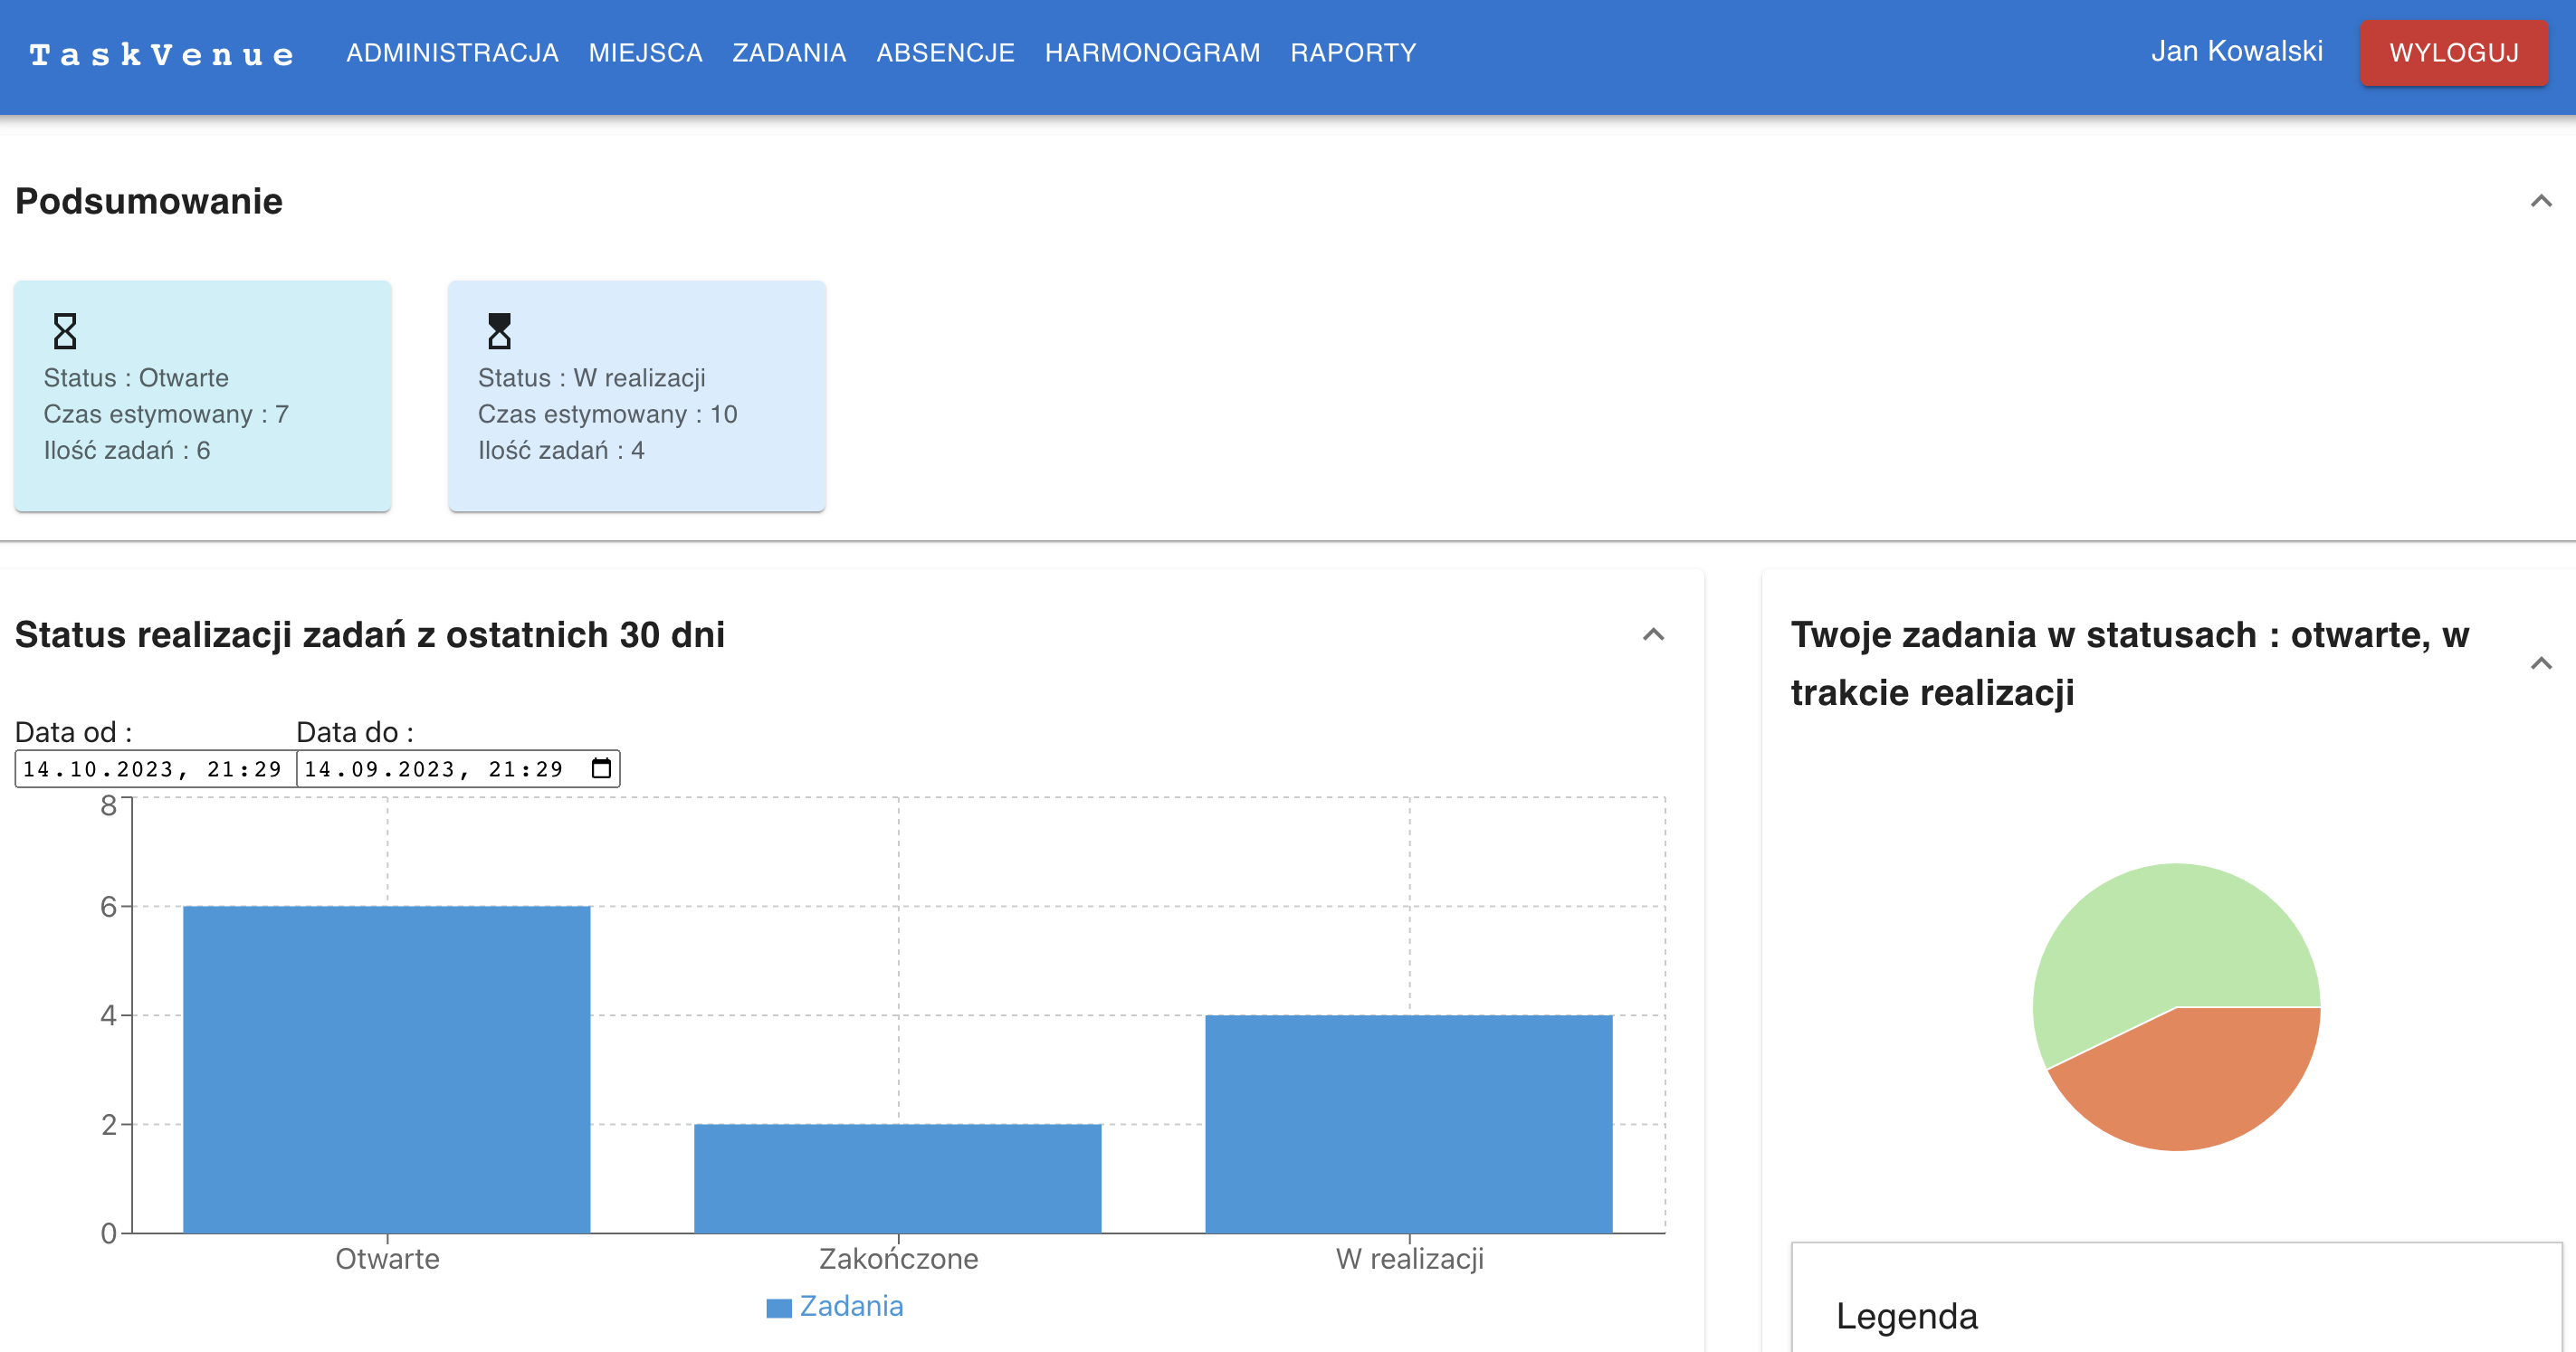 TaskVenue ADMINISTRACJA MIEJSCA ZADANIA ABSENCJE HARMONOGRAM RAPORTY Jan Kowalski WYLOGUJ
Podsumowanie
Status : Otwarte
Czas estymowany : 7
Ilość zadań : 6
Status : W realizacji
Czas estymowany : 10
Ilość zadań : 4
Status realizacji zadań z ostatnich 30 dni
Data od : Data do :
14.10.2023, 21:29 14.09.2023, 21:29
8
6
4
2
0
Otwarte Zakończone W realizacji
Zadania
Twoje zadania w statusach : otwarte, w
trakcie realizacji
Legenda